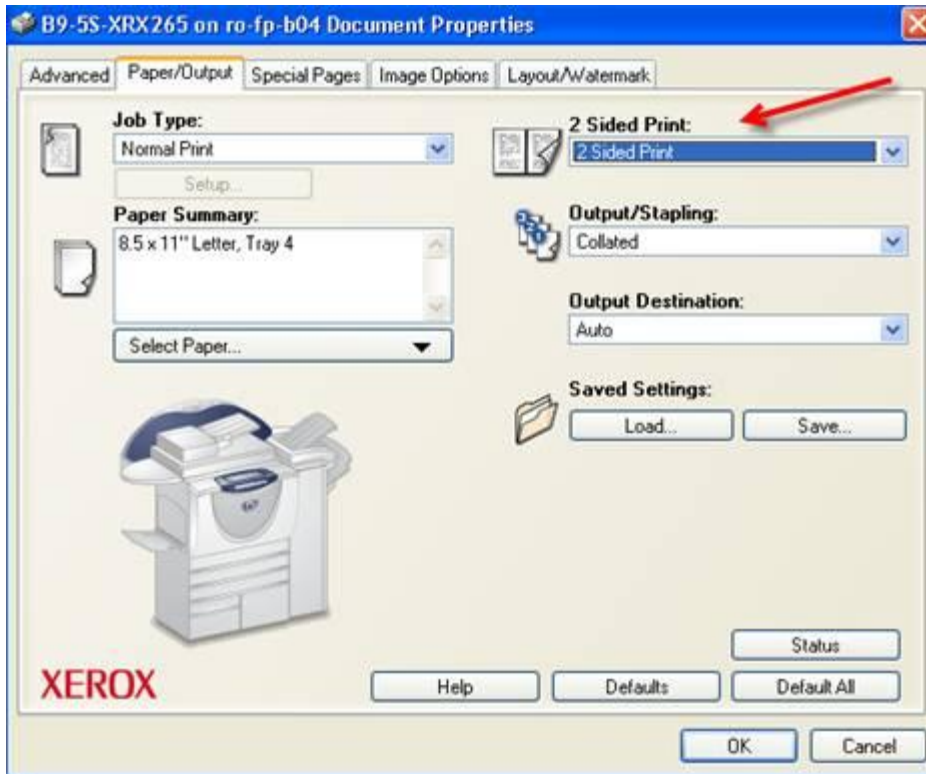 B9-5S-XRX265 on ro-fp-b04 Document Properties
Advanced Paper/Output Special Pages Image Options Layout/Watermark
Job Type:
Normal Print
Setup...
Paper Summary:
8.5 x 11" Letter, Tray 4
Select Paper...
2 Sided Print:
2 Sided Print
Output/Stapling:
Collated
Output Destination:
Auto
Saved Settings:
Load... Save...
Status
XEROX
Help Defaults Default All
OK Cancel